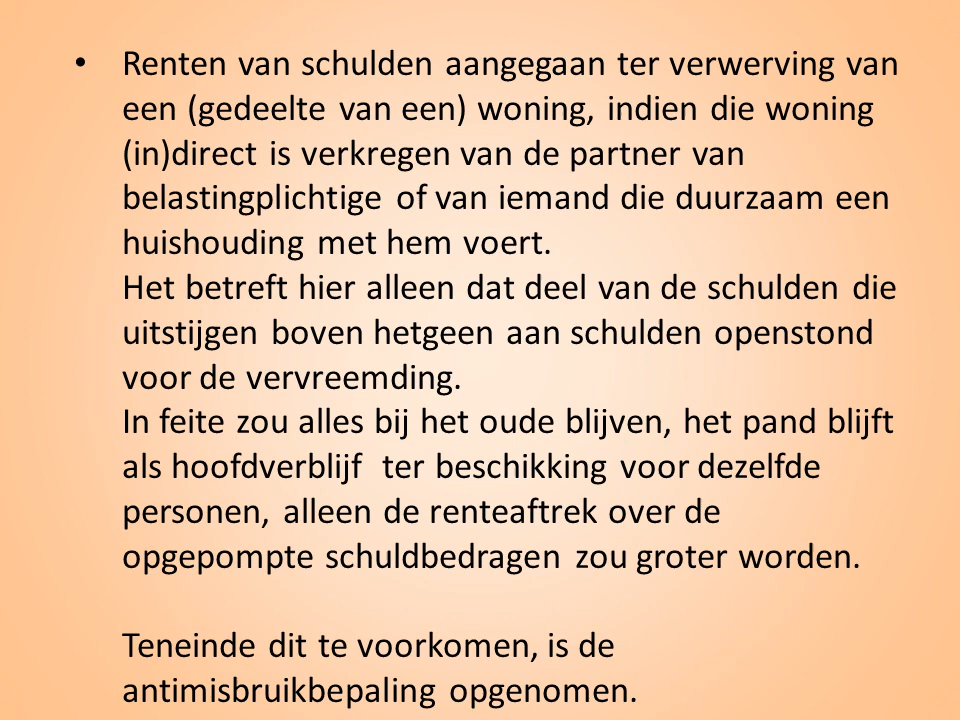 • Renten van schulden aangegaan ter verwerving van
een (gedeelte van een) woning, indien die woning
(in)direct is verkregen van de partner van
belastingplichtige of van iemand die duurzaam een
huishouding met hem voert.
Het betreft hier alleen dat deel van de schulden die
uitstijgen boven hetgeen aan schulden openstond
voor de vervreemding.
In feite zou alles bij het oude blijven, het pand blijft
als hoofdverblijf ter beschikking voor dezelfde
personen, alleen de renteaftrek over de
opgepompte schuldbedragen zou groter worden.
Teneinde dit te voorkomen, is de
antimisbruikbepaling opgenomen.